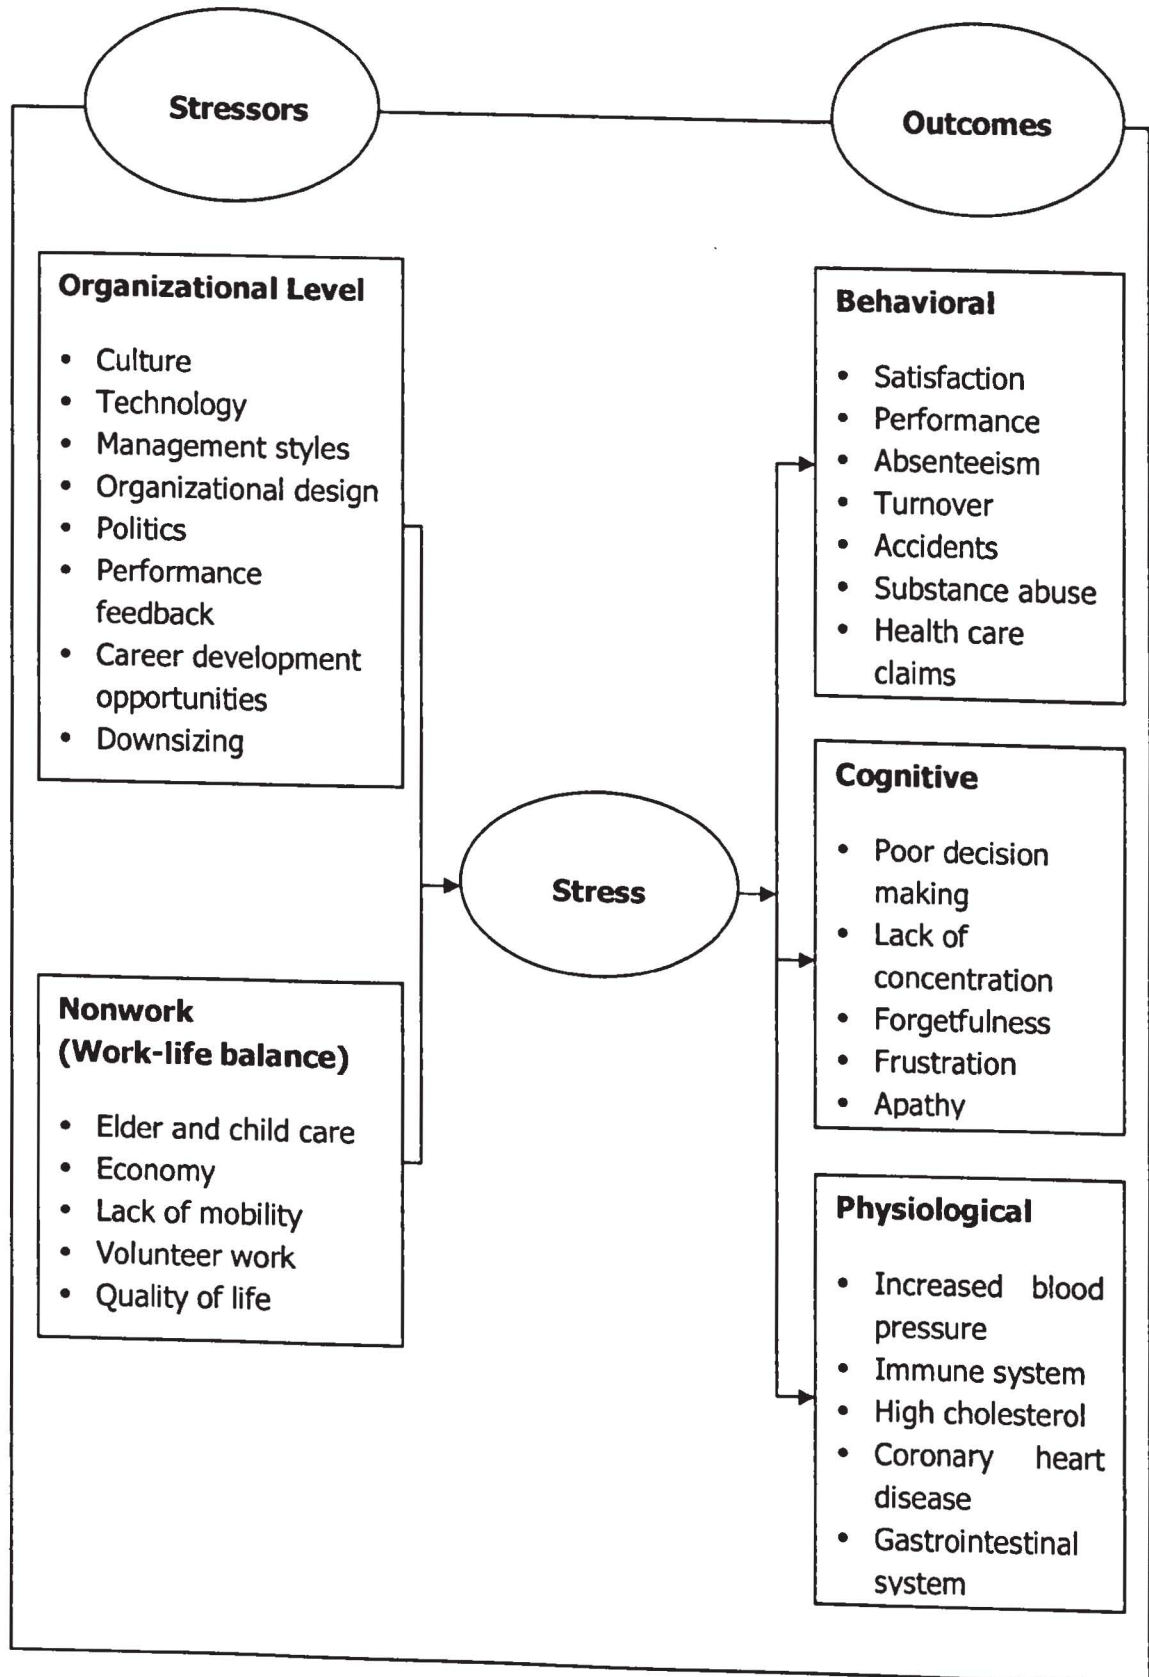 Stressors
Outcomes
Organizational Level
• Culture
• Technology
• Management styles
• Organizational design
• Politics
• Performance
feedback
• Career development
opportunities
• Downsizing
Nonwork
(Work-life balance)
• Elder and child care
• Economy
• Lack of mobility
• Volunteer work
• Quality of life
Stress
Behavioral
• Satisfaction
• Performance
• Absenteeism
• Turnover
• Accidents
• Substance abuse
• Health care
claims
Cognitive
• Poor decision
making
• Lack of
concentration
• Forgetfulness
• Frustration
• Apathy
Physiological
• Increased blood
pressure
• Immune system
• High cholesterol
• Coronary heart
disease
• Gastrointestinal
system